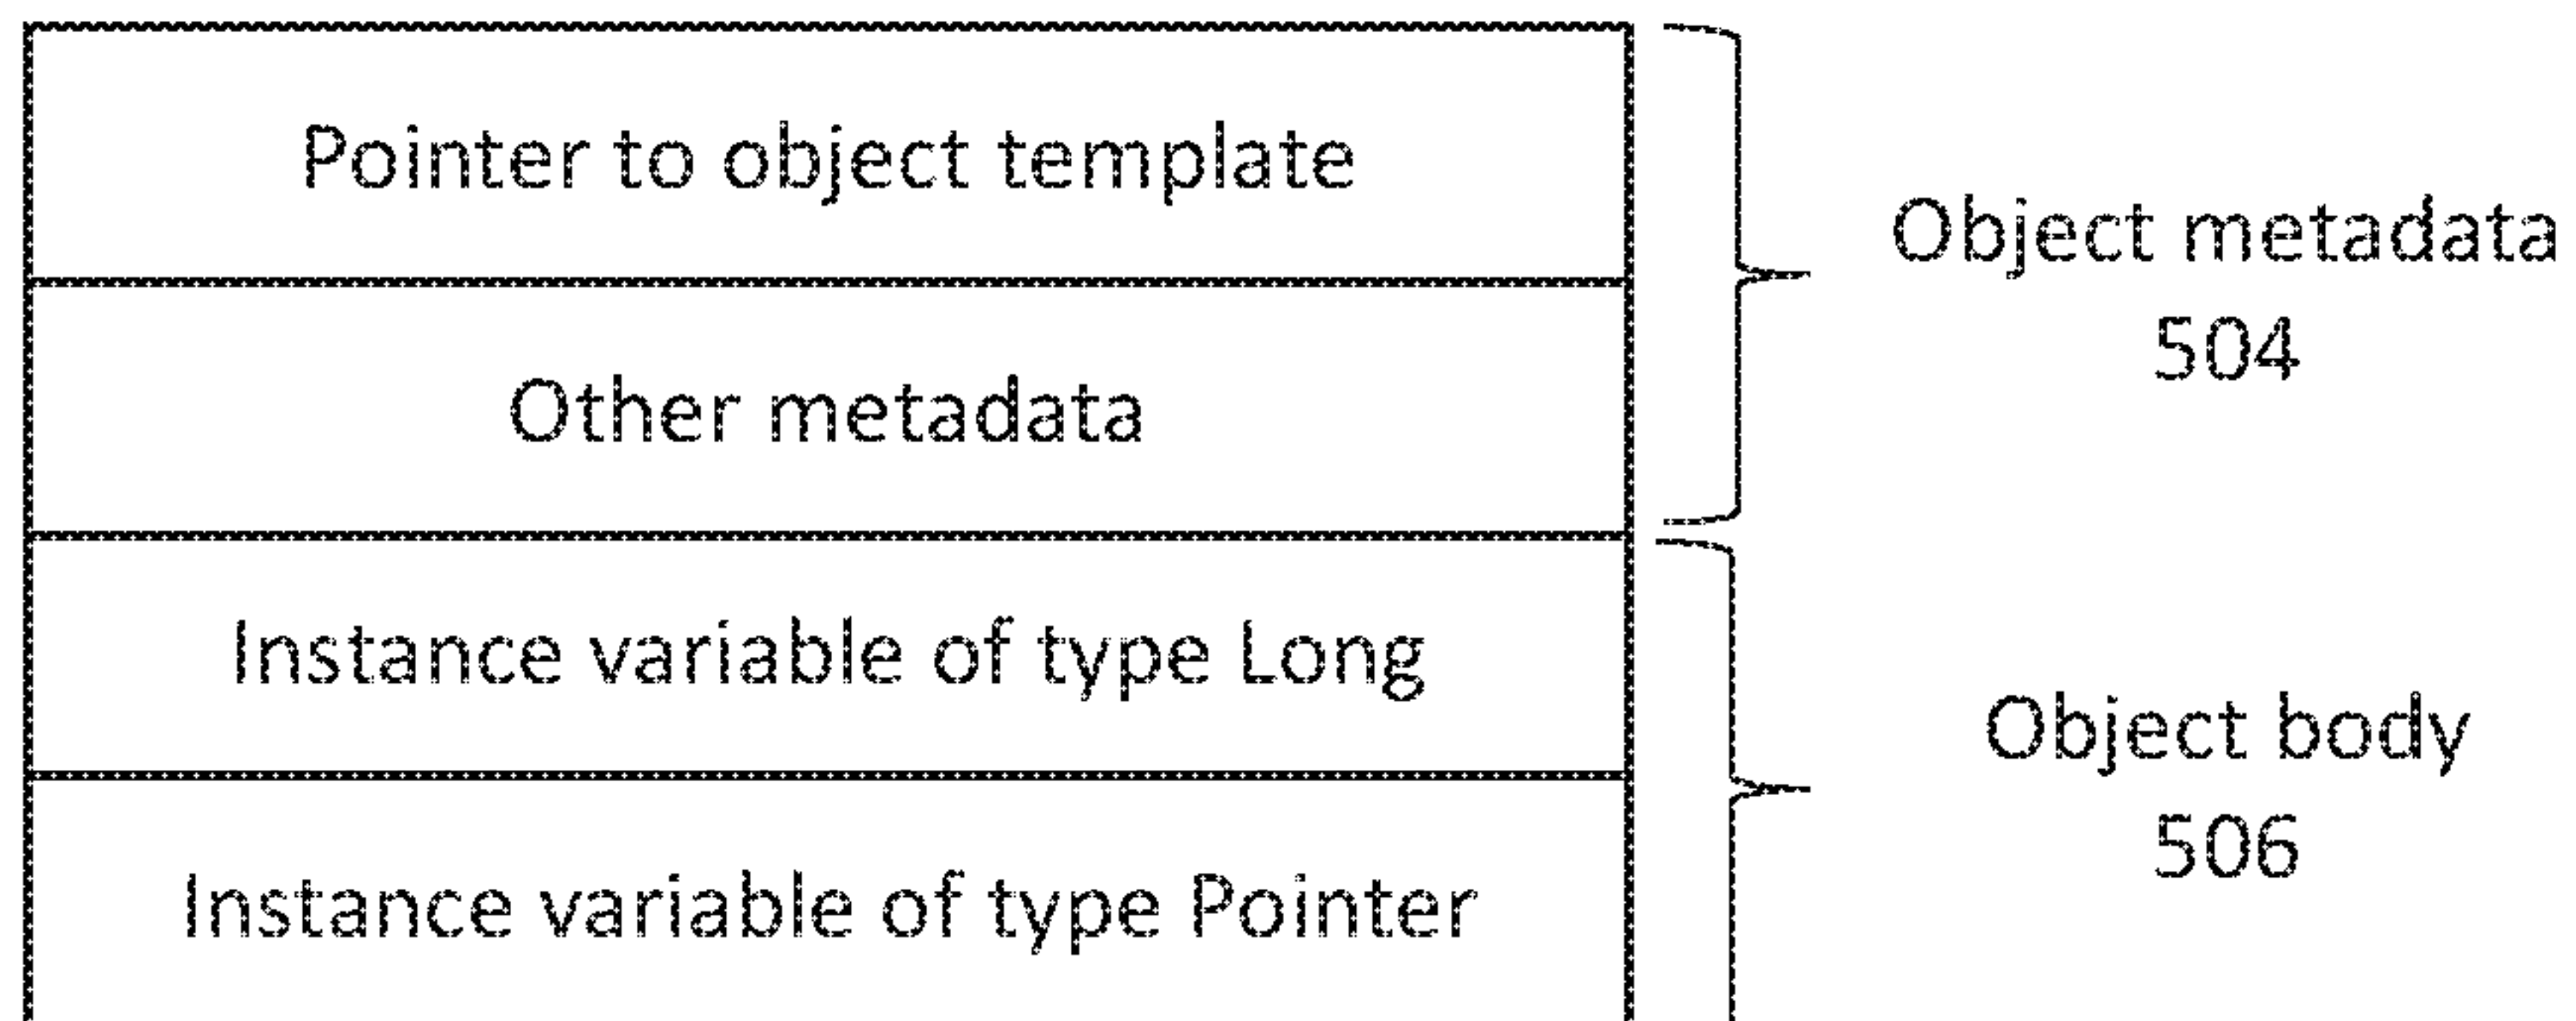 Pointer to object template
Object metadata
504
Other metadata
Instance variable of type Long
Object body
506
Instance variable of type Pointer